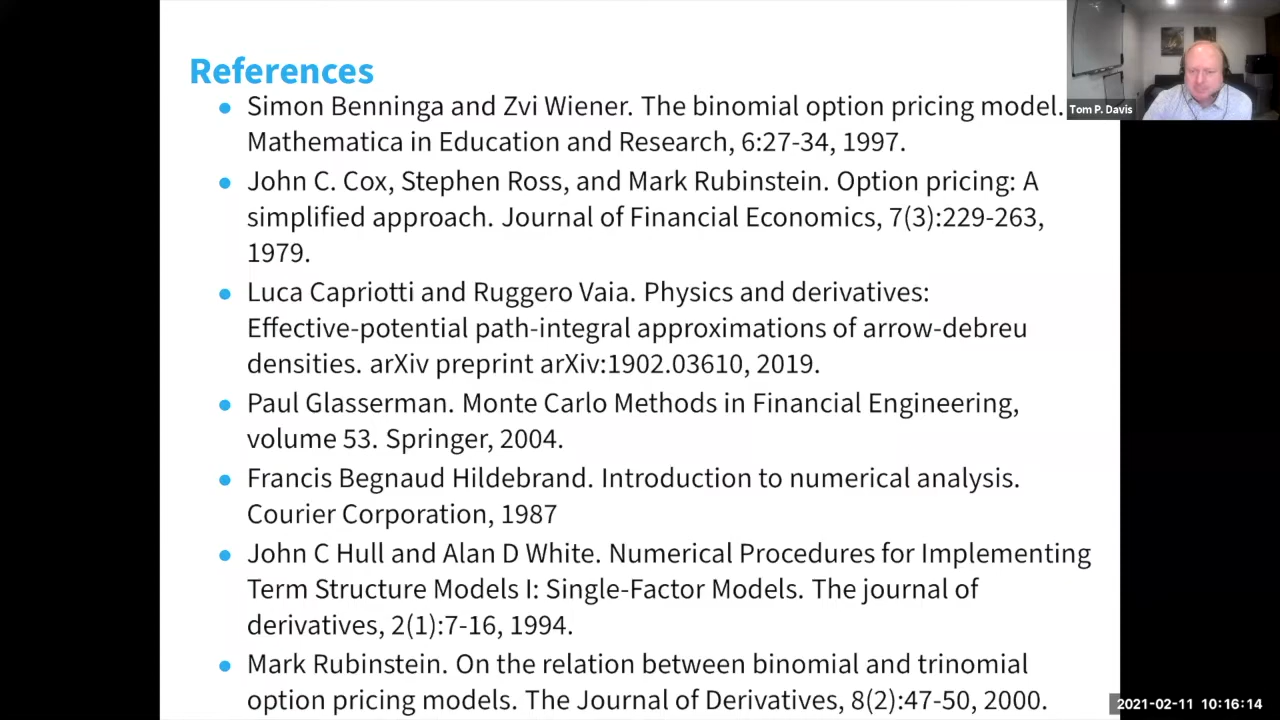 References
Simon Benninga and Zvi Wiener. The binomial option pricing model.
Mathematica in Education and Research, 6:27-34, 1997.
John C. Cox, Stephen Ross, and Mark Rubinstein. Option pricing: A
simplified approach. Journal of Financial Economics, 7(3):229-263,
1979.
Luca Capriotti and Ruggero Vaia. Physics and derivatives:
Effective-potential path-integral approximations of arrow-debreu
densities. arXiv preprint arXiv:1902.03610, 2019.
Paul Glasserman. Monte Carlo Methods in Financial Engineering,
volume 53. Springer, 2004.
Francis Begnaud Hildebrand. Introduction to numerical analysis.
Courier Corporation, 1987
John C Hull and Alan D White. Numerical Procedures for Implementing
Term Structure Models I: Single-Factor Models. The journal of
derivatives, 2(1):7-16, 1994.
Mark Rubinstein. On the relation between binomial and trinomial
option pricing models. The Journal of Derivatives, 8(2):47-50, 2000.
Tom P. Davis
2021-02-11 10:16:14